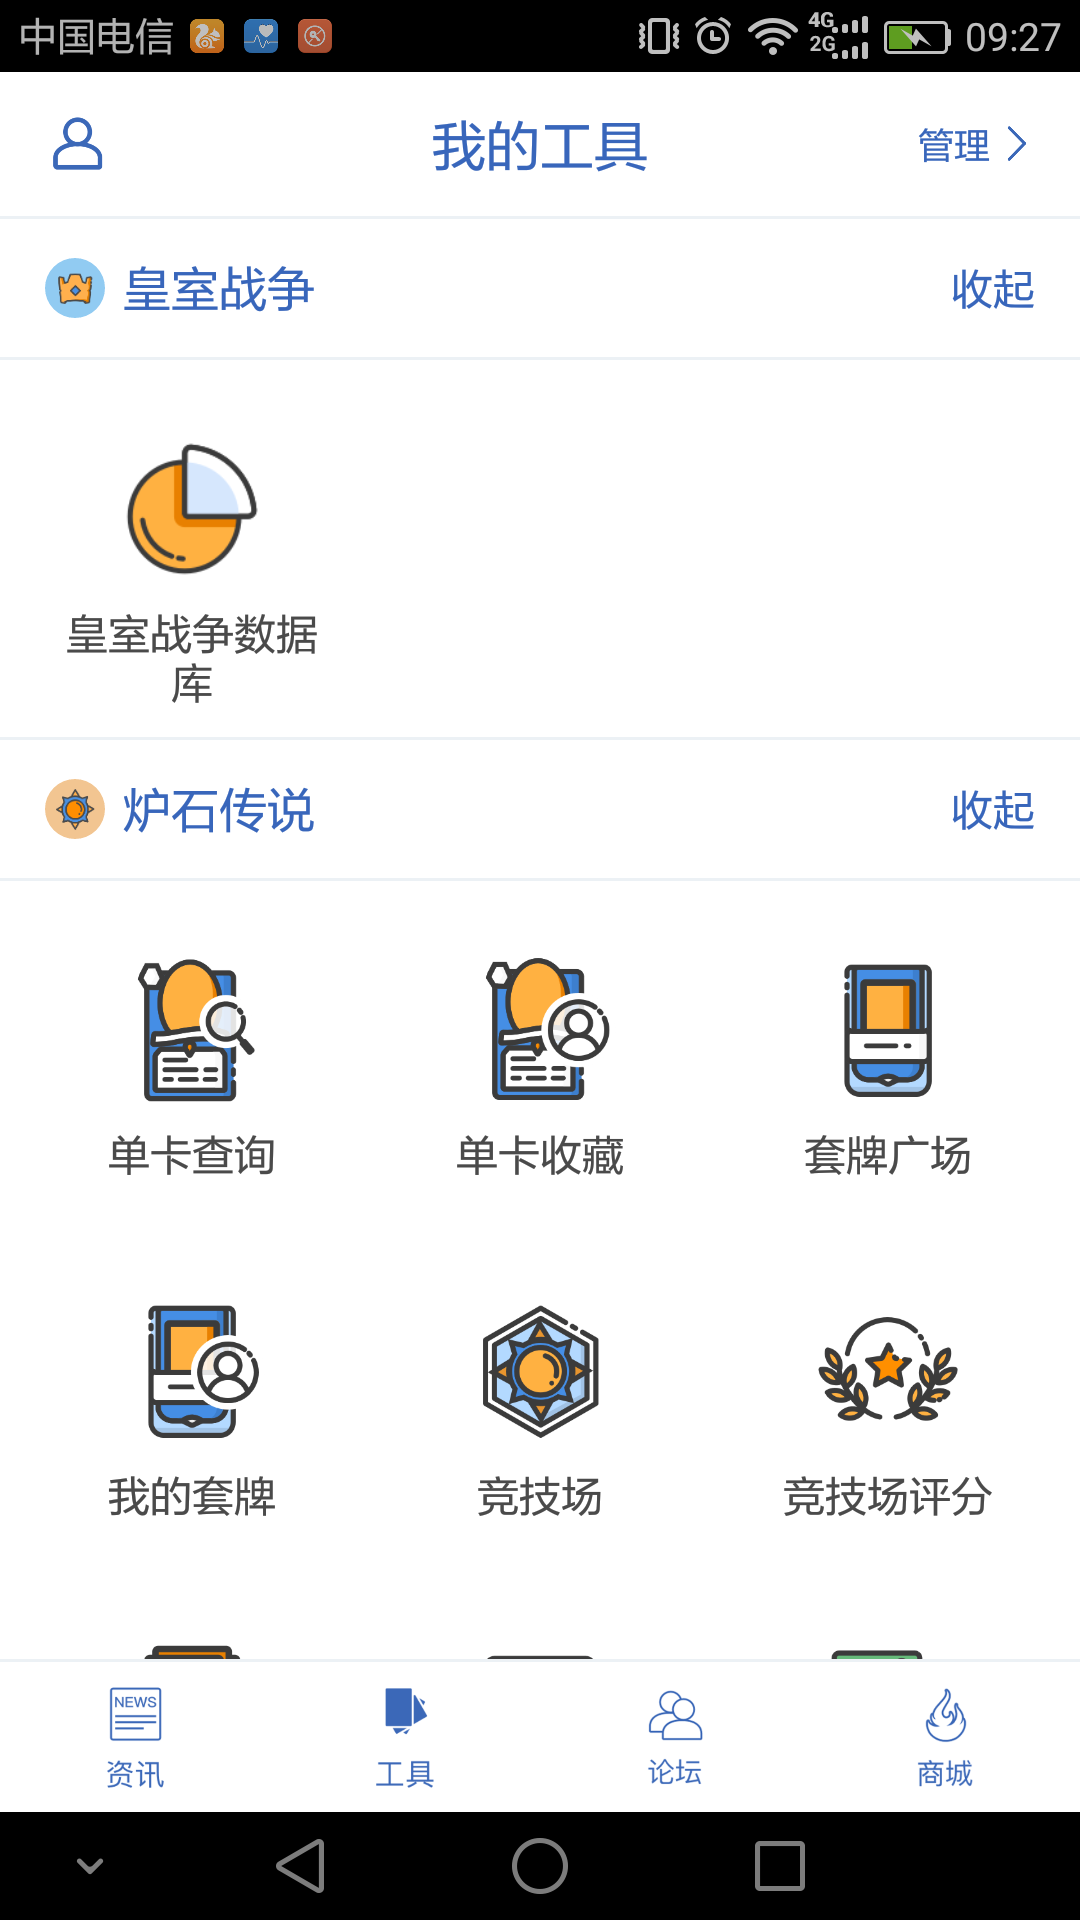 中国电信
4G
2G
09:27
我的工具
管理
皇室战争
收起
皇室战争数据
库
炉石传说
收起
单卡查询
单卡收藏
套牌广场
我的套牌
竞技场
竞技场评分
NEWS
资讯
工具
论坛
商城